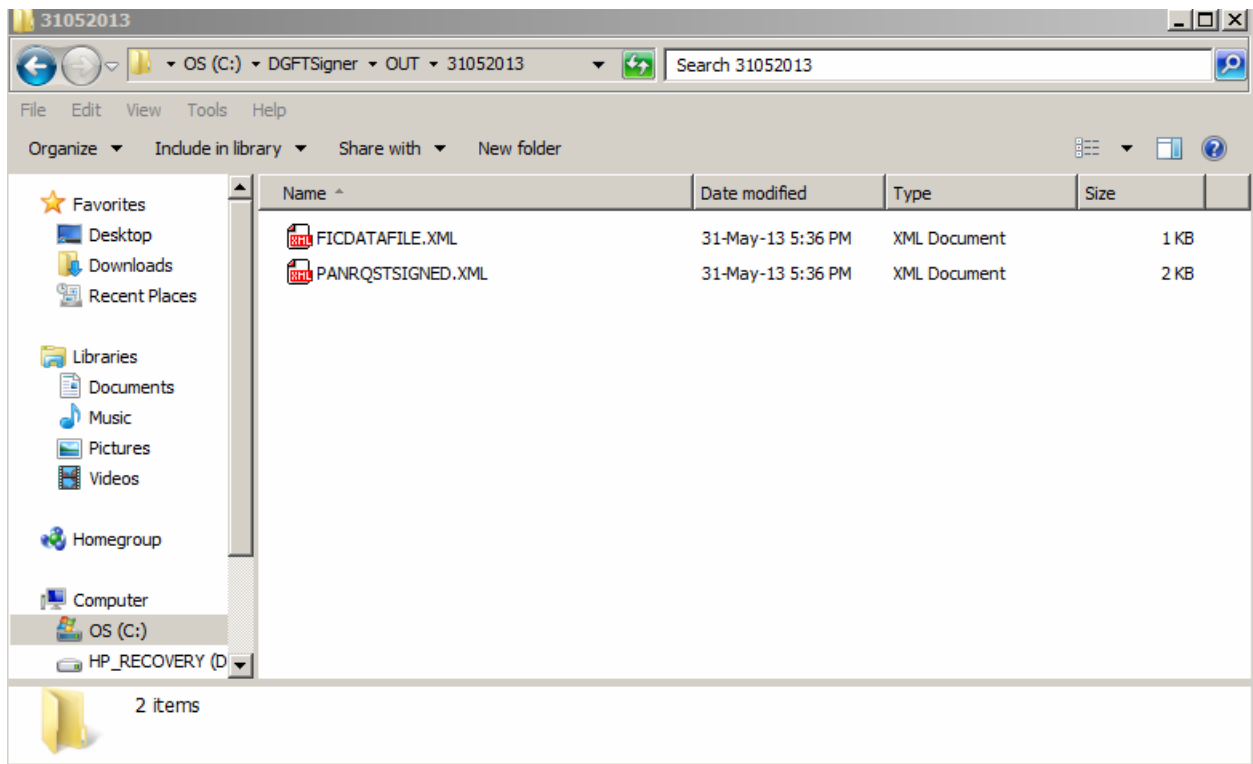 31052013
OS (C:) DGFTSigner OUT 31052013 Search 31052013
File Edit View Tools Help
Organize Include in library Share with New folder
Name Date modified Type Size
Favorites
Desktop
Downloads
Recent Places
Libraries
Documents
Music
Pictures
Videos
Homegroup
Computer
OS (C:)
HP_RECOVERY (D
XML FICDATAFILE.XML 31-May-13 5:36 PM XML Document 1 KB
XML PANRQSTSIGNED.XML 31-May-13 5:36 PM XML Document 2 KB
2 items